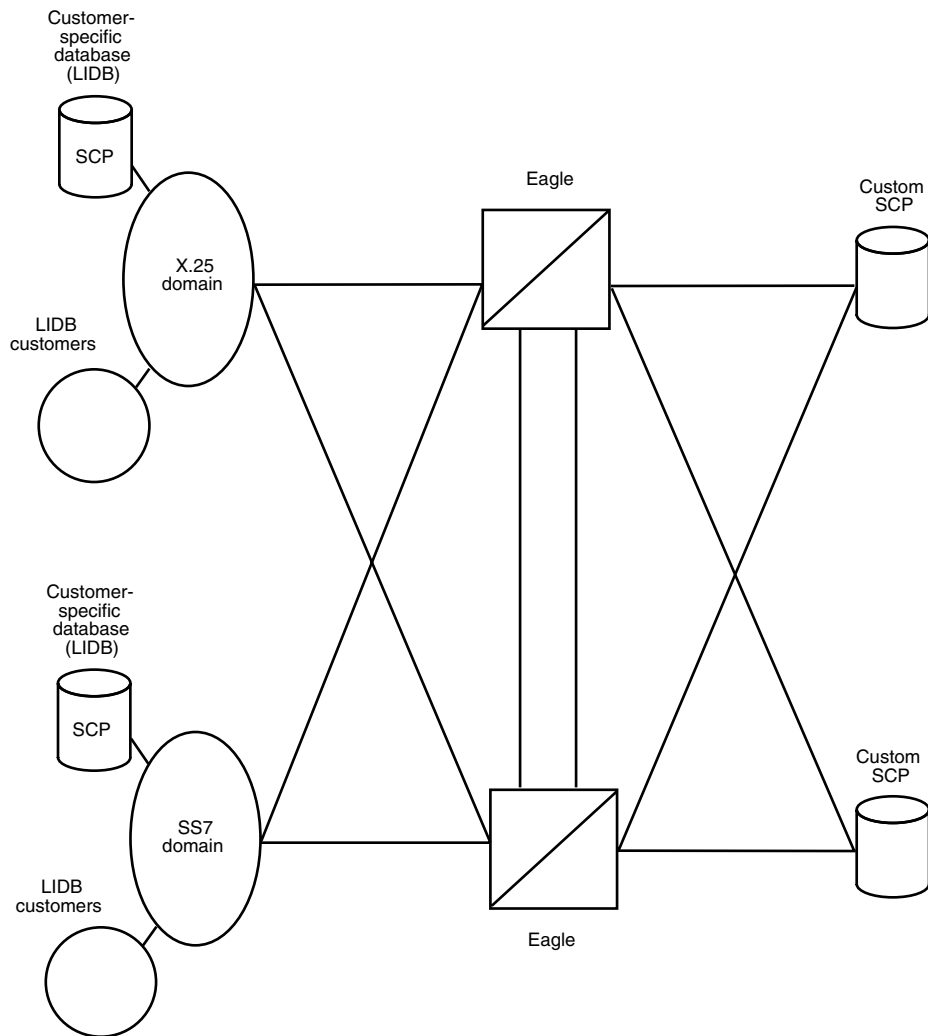 Customer-
specific
database
(LIDB)
SCP
X.25
domain
LIDB
customers
Eagle
Custom
SCP
Customer-
specific
database
(LIDB)
SCP
SS7
domain
LIDB
customers
Eagle
Custom
SCP